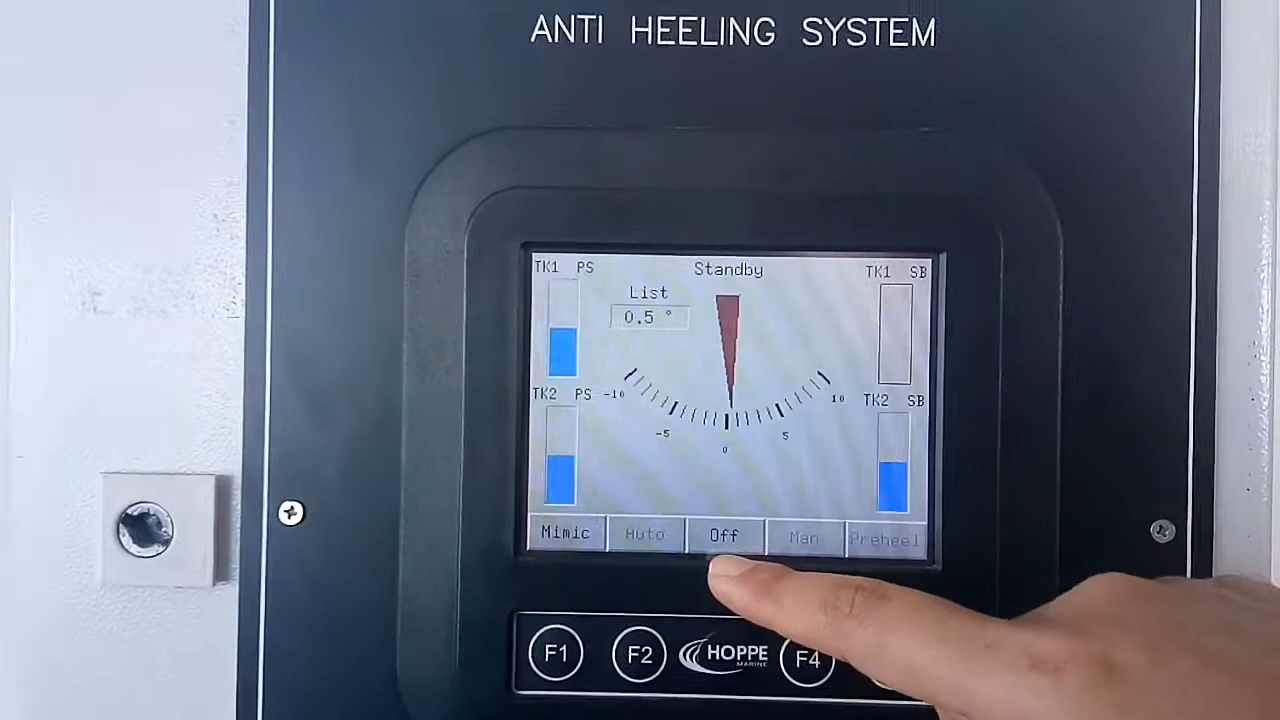 ANTI HEELING SYSTEM
TK1 PS
Standby
TK1 SB
List
0.5 °
TK2 PS
-10
10
TK2 SB
-5
5
0
Mimic
Auto
Off
Man
Preheel
F1
F2
HOPPE
MARINE
F4